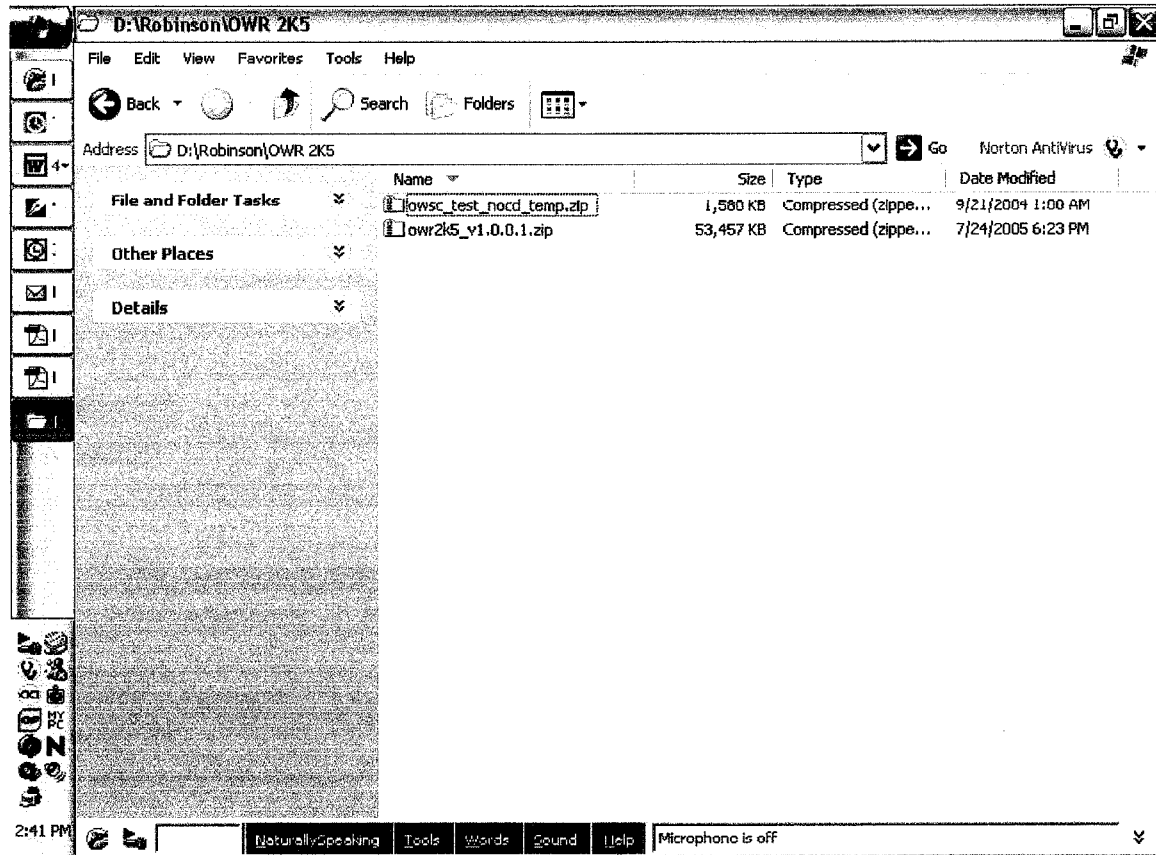 D:\Robinson\OWR 2K5
File Edit View Favorites Tools Help
Back Search Folders
Address D:\Robinson\OWR 2K5 Go Norton AntiVirus
Name Size Type Date Modified
File and Folder Tasks
owsc_test_nocd_temp.zip 1,580 KB Compressed (zippe... 9/21/2004 1:00 AM
owr2k5_v1.0.0.1.zip 53,457 KB Compressed (zippe... 7/24/2005 6:23 PM
Other Places
Details
4
MY PC
N
2:41 PM
NaturallySpeaking Tools Words Sound Help Microphone is off